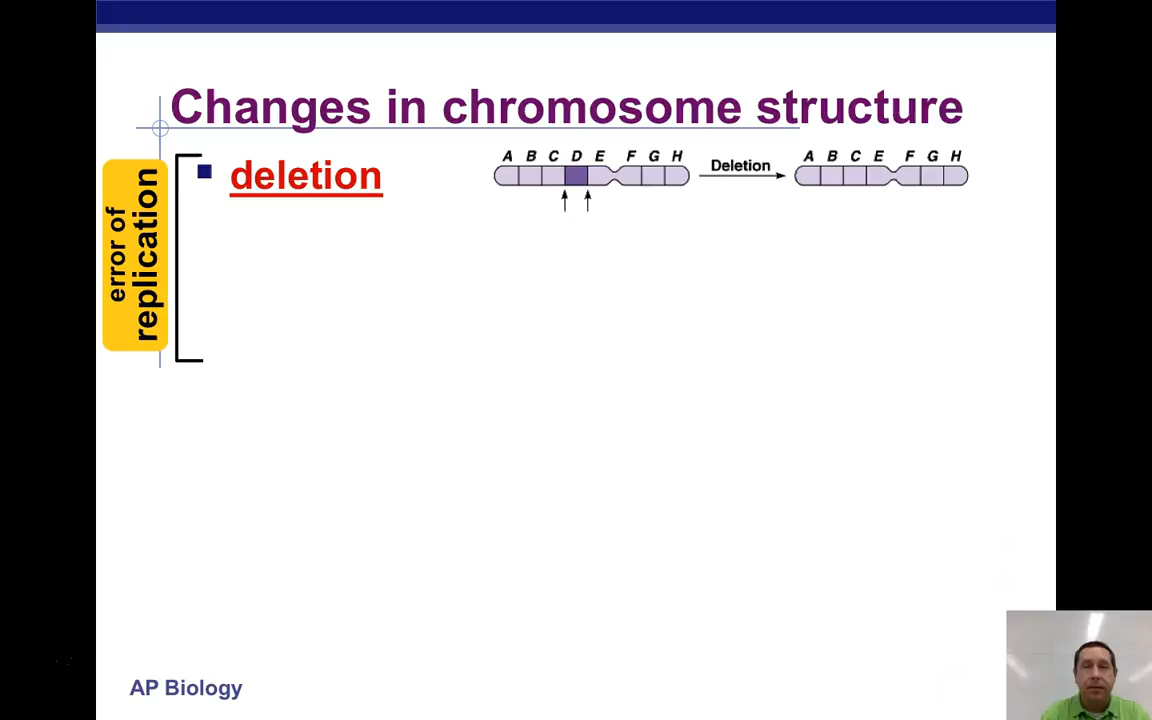 Changes in chromosome structure
error of
replication
deletion
A B C D E F G H
Deletion
A B C E F G H
AP Biology